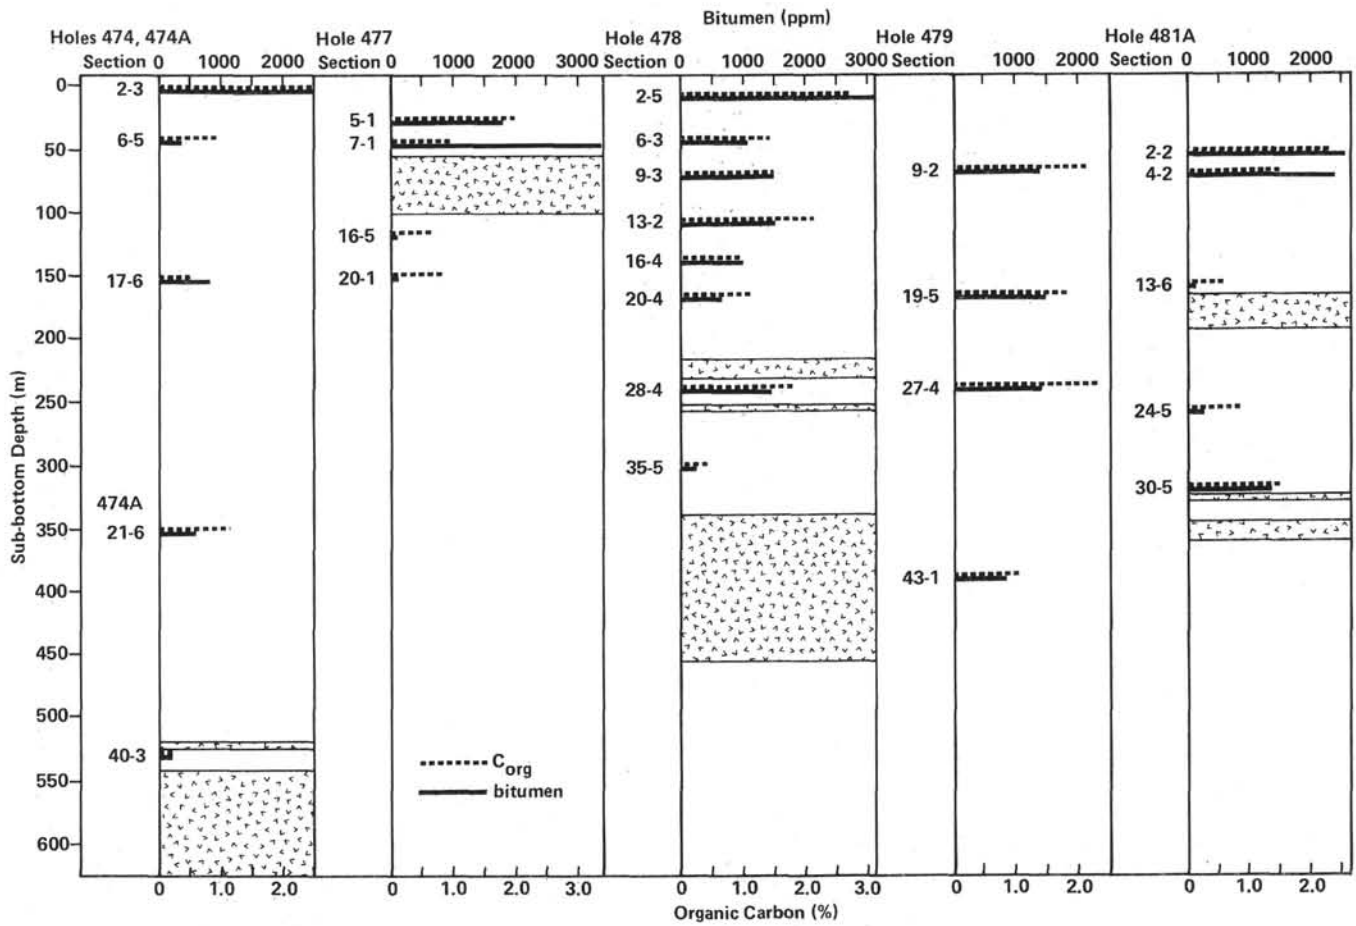 Bitumen (ppm)
Holes 474, 474A
Section
0 1000 2000
Hole 477
Section
0 1000 2000 3000
Hole 478
Section
0 1000 2000 3000
Hole 479
Section
0 1000 2000
Hole 481A
Section
0 1000 2000
Sub-bottom Depth (m)
0
50
100
150
200
250
300
350
400
450
500
550
600
2-3
6-5
17-6
474A
21-6
40-3
5-1
7-1
16-5
20-1
2-5
6-3
9-3
13-2
16-4
20-4
28-4
35-5
9-2
19-5
27-4
43-1
2-2
4-2
13-6
24-5
30-5
Corg
bitumen
0 1.0 2.0
0 1.0 2.0 3.0
0 1.0 2.0 3.0
0 1.0 2.0
0 1.0 2.0
Organic Carbon (%)